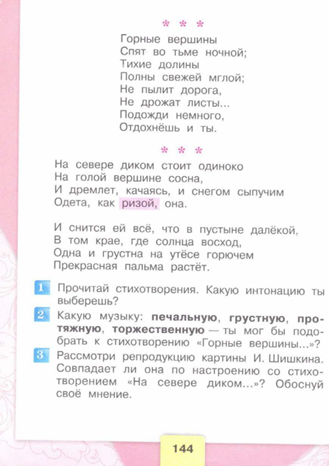 * * *
Горные вершины
Спят во тьме ночной;
Тихие долины
Полны свежей мглой;
Не пылит дорога,
Не дрожат листы...
Подожди немного,
Отдохнёшь и ты.
* * *
На севере диком стоит одиноко
На голой вершине сосна,
И дремлет, качаясь, и снегом сыпучим
Одета, как ризой, она.
И снится ей всё, что в пустыне далёкой,
В том крае, где солнца восход,
Одна и грустна на утёсе горючем
Прекрасная пальма растёт.
1 Прочитай стихотворения. Какую интонацию ты
выберешь?
2 Какую музыку: печальную, грустную, про-
тяжную, торжественную — ты мог бы подо-
брать к стихотворению «Горные вершины...»?
3 Рассмотри репродукцию картины И. Шишкина.
Совпадает ли она по настроению со стихо-
творением «На севере диком...»? Обоснуй
своё мнение.
144